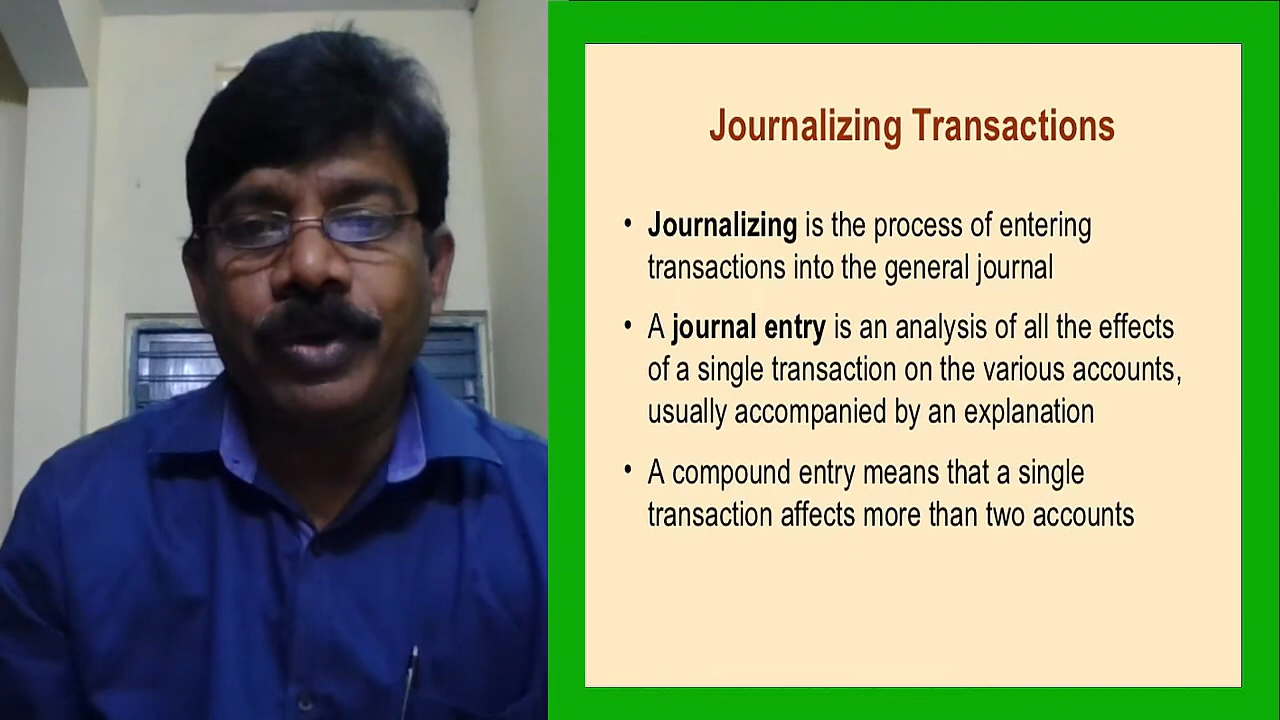 Journalizing Transactions
• Journalizing is the process of entering
transactions into the general journal
• A journal entry is an analysis of all the effects
of a single transaction on the various accounts,
usually accompanied by an explanation
• A compound entry means that a single
transaction affects more than two accounts